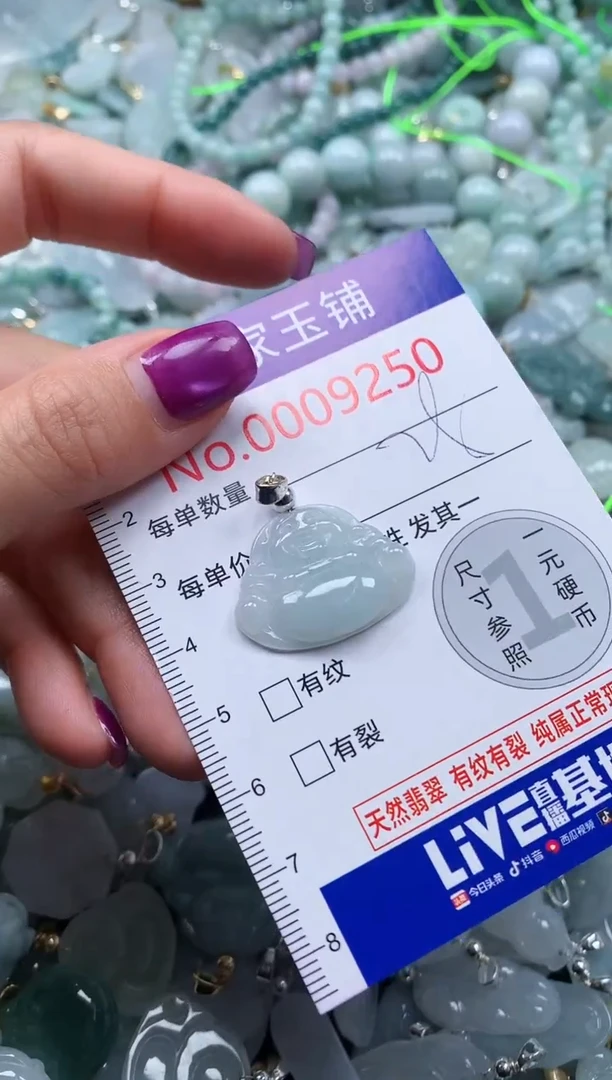 家玉铺
No.0009250
每单数量
每单价 性 发其一
尺寸参照
1
一元硬币
有纹
有裂
天然翡翠 有纹有裂 纯属正常现
LiVE直播基
今日头条 抖音 西瓜视频
2
3
4
5
6
7
8